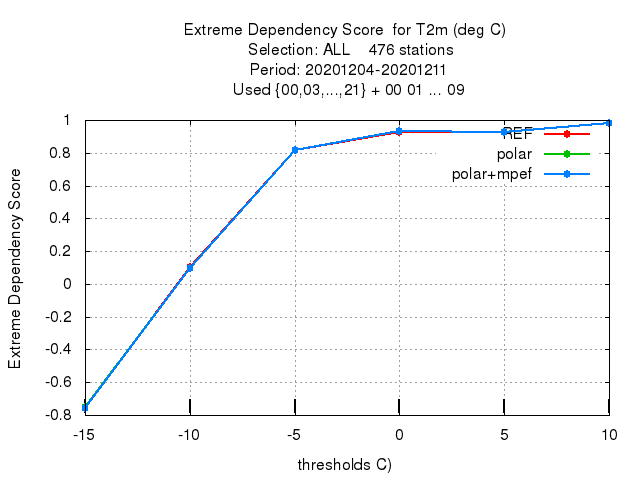 Extreme Dependency Score  for T2m (deg C)
Selection: ALL    476 stations
Period: 20201204-20201211
Used {00,03,...,21} + 00 01 ... 09
Extreme Dependency Score
1
0.8
0.6
0.4
0.2
0
-0.2
-0.4
-0.6
-0.8
REF
polar
polar+mpef
-15 -10 -5 0 5 10
thresholds C)